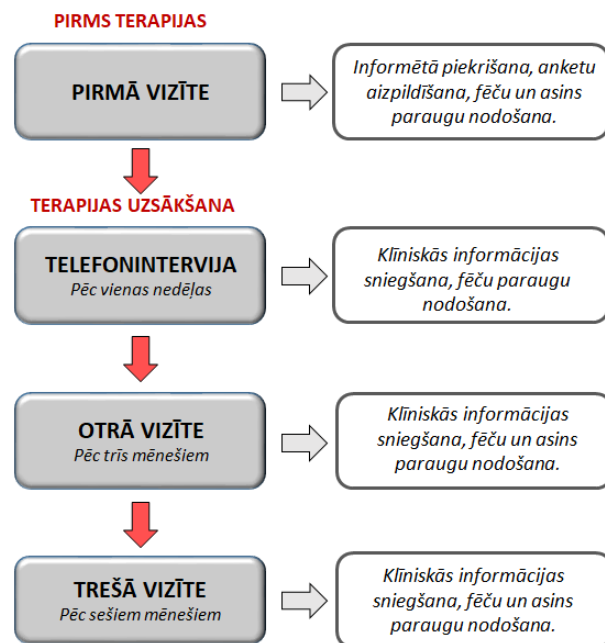 PIRMS TERAPIJAS
PIRMĀ VIZĪTE
Informētā piekrišana, anketu
aizpildīšana, fēču un asins
paraugu nodošana.
TERAPIJAS UZSĀKŠANA
TELEFONINTERVIJA
Pēc vienas nedēļas
Klīniskās informācijas
sniegšana, fēču paraugu
nodošana.
OTRĀ VIZĪTE
Pēc trīs mēnešiem
Klīniskās informācijas
sniegšana, fēču un asins
paraugu nodošana.
TREŠĀ VIZĪTE
Pēc sešiem mēnešiem
Klīniskās informācijas
sniegšana, fēču un asins
paraugu nodošana.